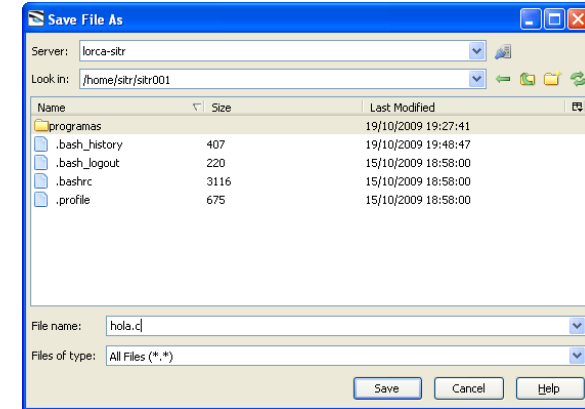 Save File As
Server: lorca-sitr
Look in: /home/sitr/sitr001
Name Size Last Modified
programas 19/10/2009 19:27:41
.bash_history 407 19/10/2009 19:48:47
.bash_logout 220 15/10/2009 18:58:00
.bashrc 3116 15/10/2009 18:58:00
.profile 675 15/10/2009 18:58:00
File name: hola.c
Files of type: All Files (*.*)
Save Cancel Help